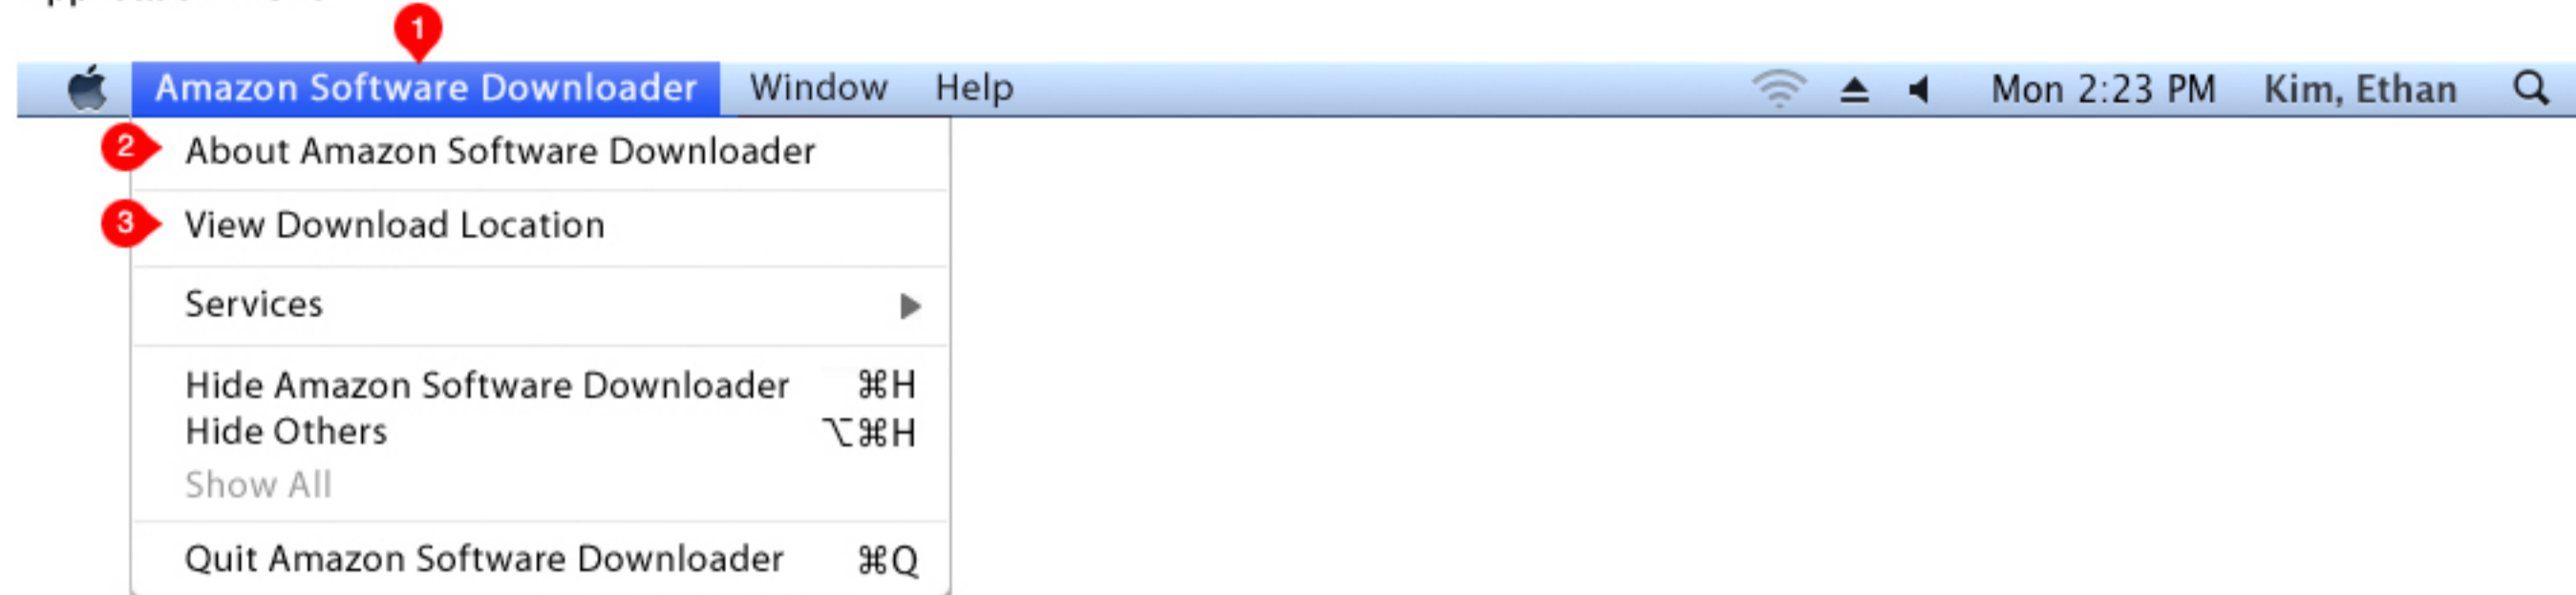 1
Amazon Software Downloader Window Help Mon 2:23 PM Kim, Ethan
2 About Amazon Software Downloader
3 View Download Location
Services
Hide Amazon Software Downloader ⌘H
Hide Others ⌥⌘H
Show All
Quit Amazon Software Downloader ⌘Q